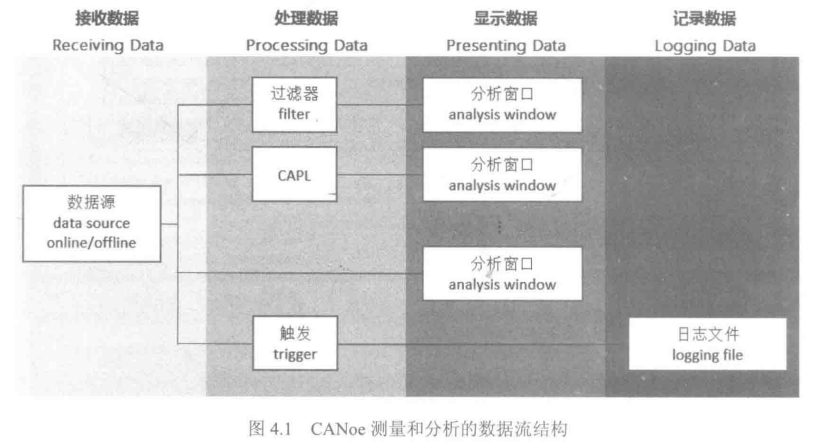 接收数据
Receiving Data
处理数据
Processing Data
显示数据
Presenting Data
记录数据
Logging Data
过滤器
filter
分析窗口
analysis window
CAPL
分析窗口
analysis window
数据源
data source
online/offline
分析窗口
analysis window
触发
trigger
日志文件
logging file
图 4.1 CANoe 测量和分析的数据流结构